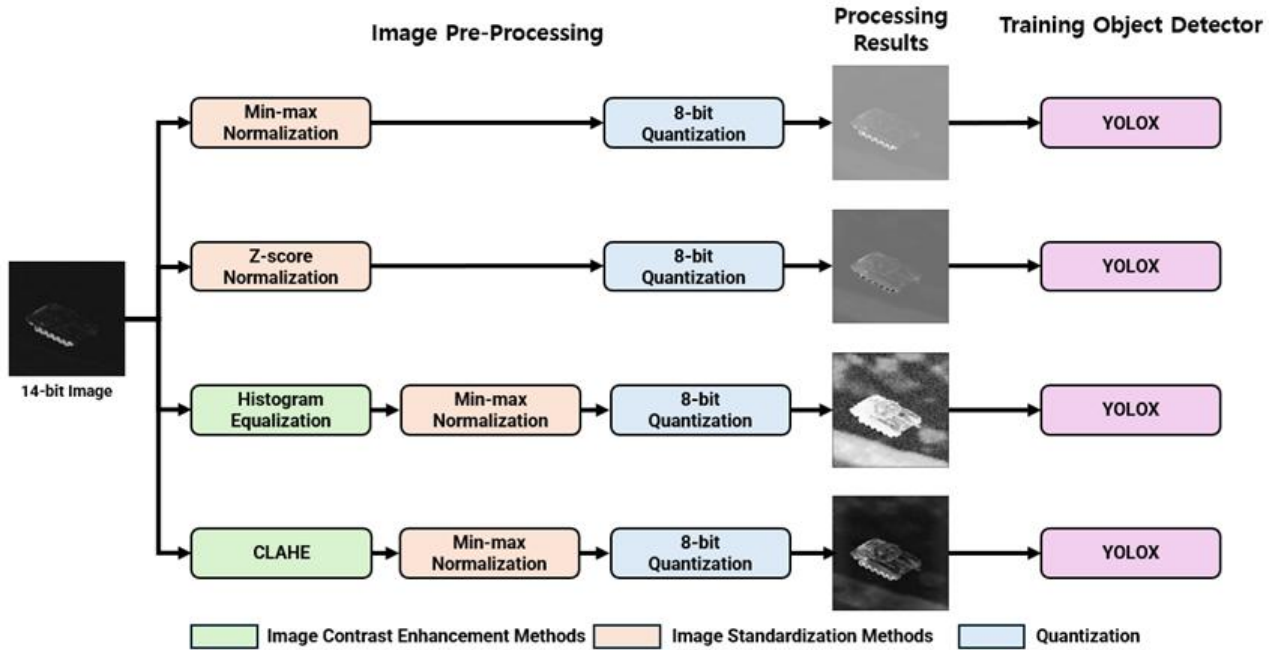 Image Pre-Processing
Processing
Results
Training Object Detector
Min-max
Normalization
8-bit
Quantization
YOLOX
Z-score
Normalization
8-bit
Quantization
YOLOX
14-bit Image
Histogram
Equalization
Min-max
Normalization
8-bit
Quantization
YOLOX
CLAHE
Min-max
Normalization
8-bit
Quantization
YOLOX
Image Contrast Enhancement Methods
Image Standardization Methods
Quantization